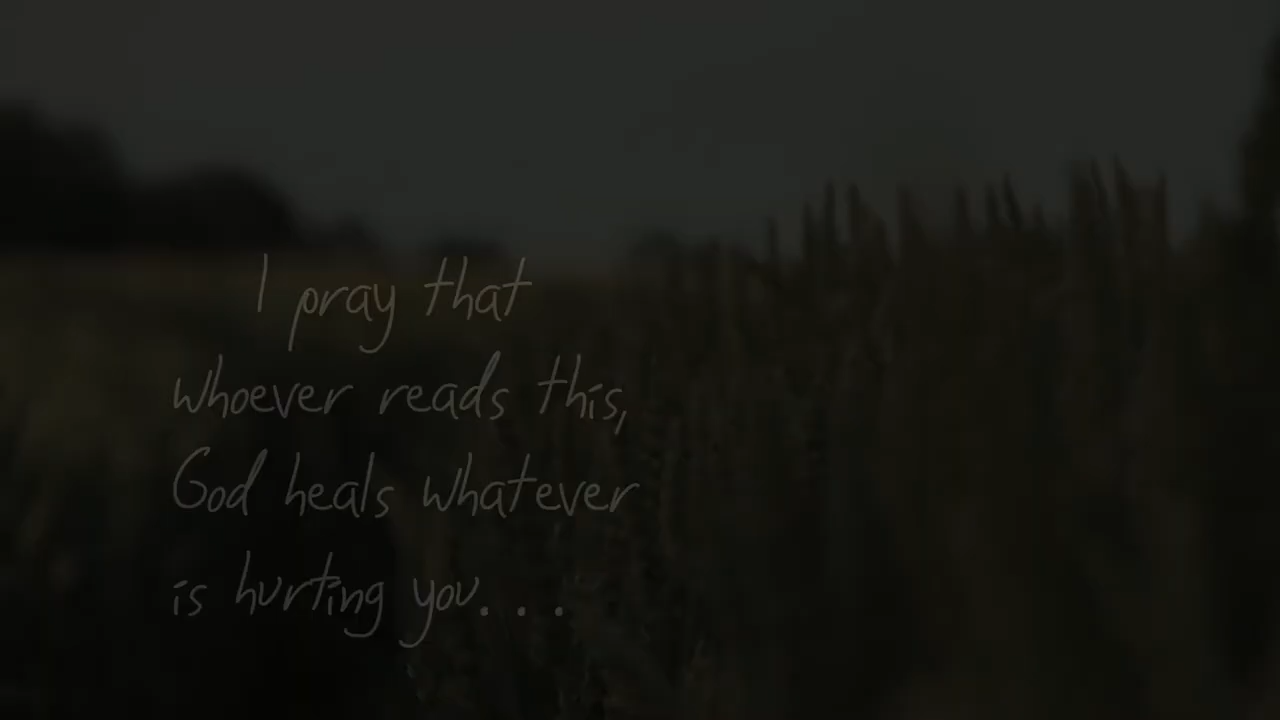 I pray that
whoever reads this,
God heals whatever
is hurting you...